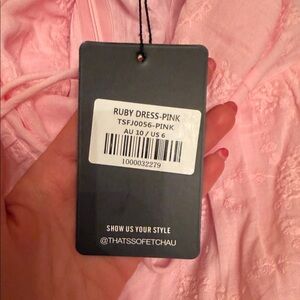 RUBY DRESS-PINK
TSFJ0056-PINK
AU 10 / US 6
1000032279
SHOW US YOUR STYLE
@THATSSOFETCHAU